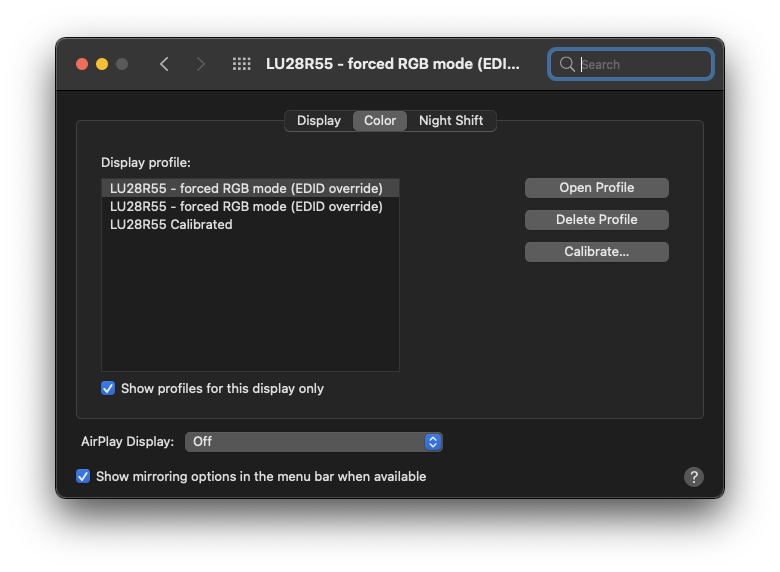 LU28R55 - forced RGB mode (EDI...
Search
Display Color Night Shift
Display profile:
LU28R55 - forced RGB mode (EDID override)
LU28R55 - forced RGB mode (EDID override)
LU28R55 Calibrated
Open Profile
Delete Profile
Calibrate...
Show profiles for this display only
AirPlay Display: Off
Show mirroring options in the menu bar when available
?